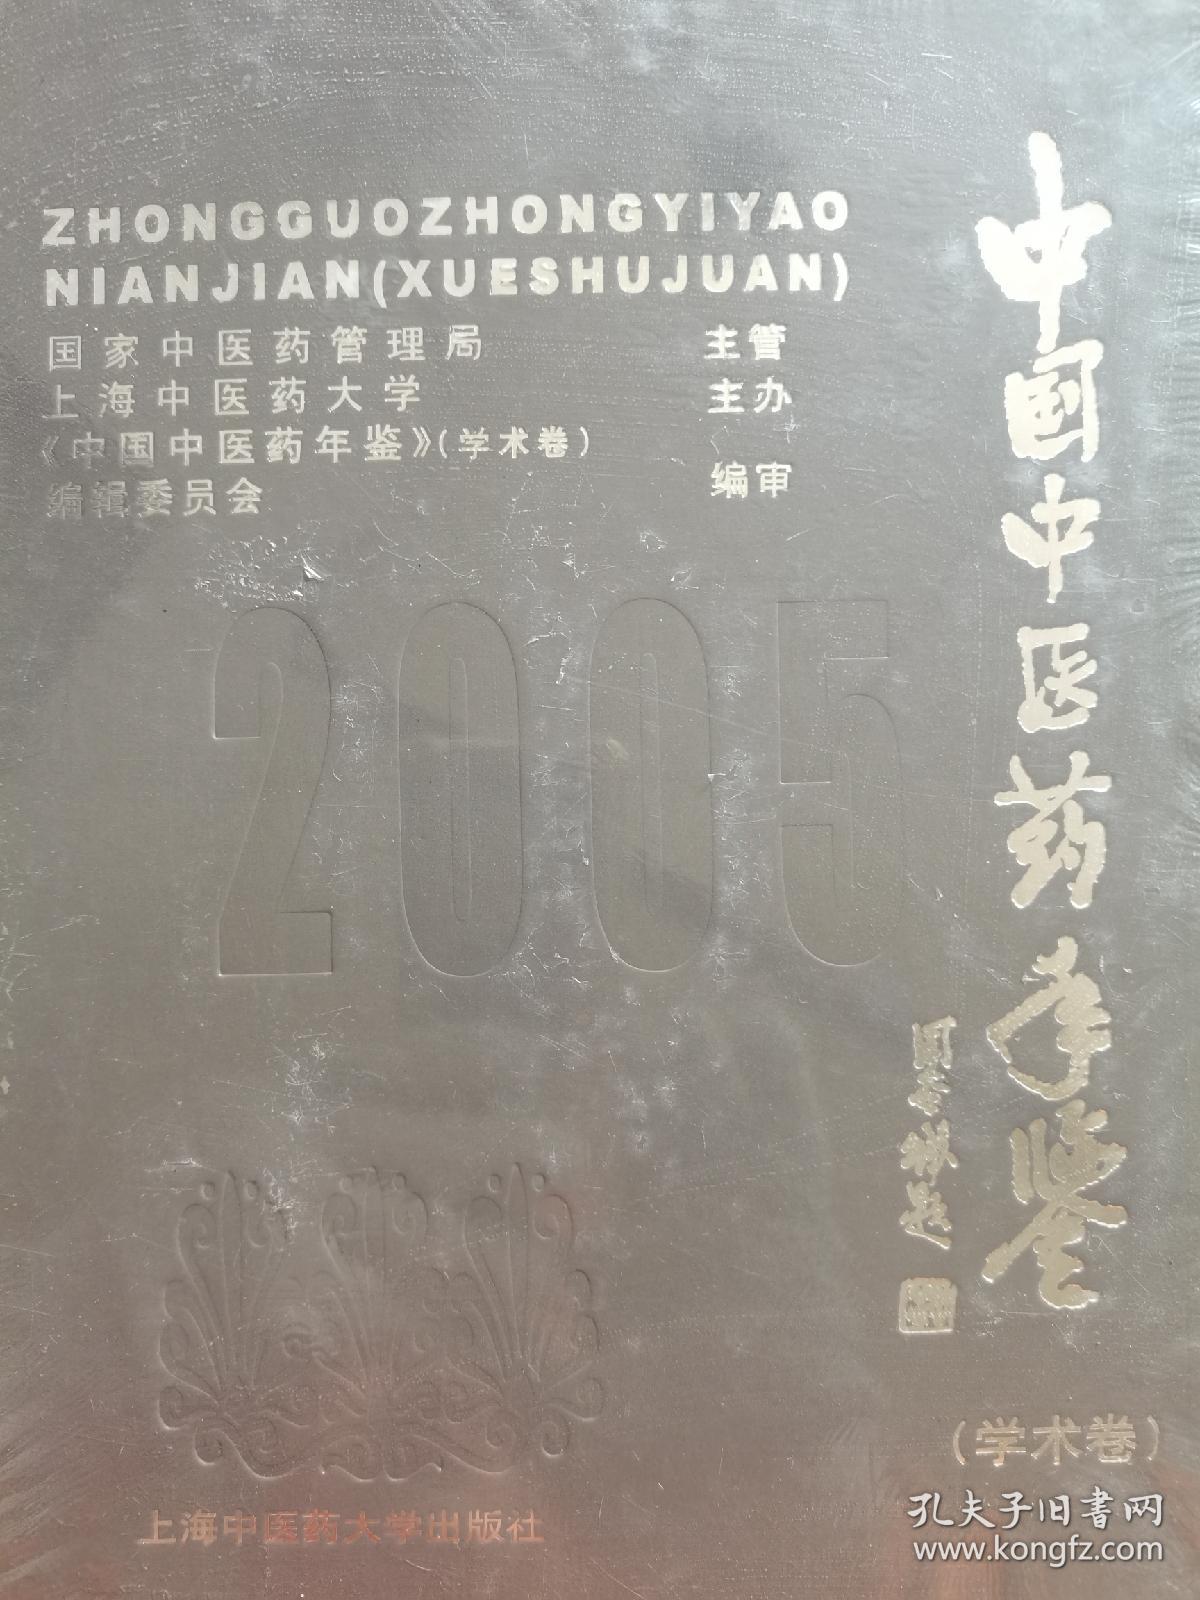 ZHONGGUOZHONGYIYAO
NIANJIAN(XUESHUJUAN)
国家中医药管理局 主管
上海中医药大学 主办
《中国中医药年鉴》(学术卷)
编辑委员会 编审
2005
中国中医药年鉴
题
(学术卷)
上海中医药大学出版社
孔夫子旧书网
www.kongfz.com